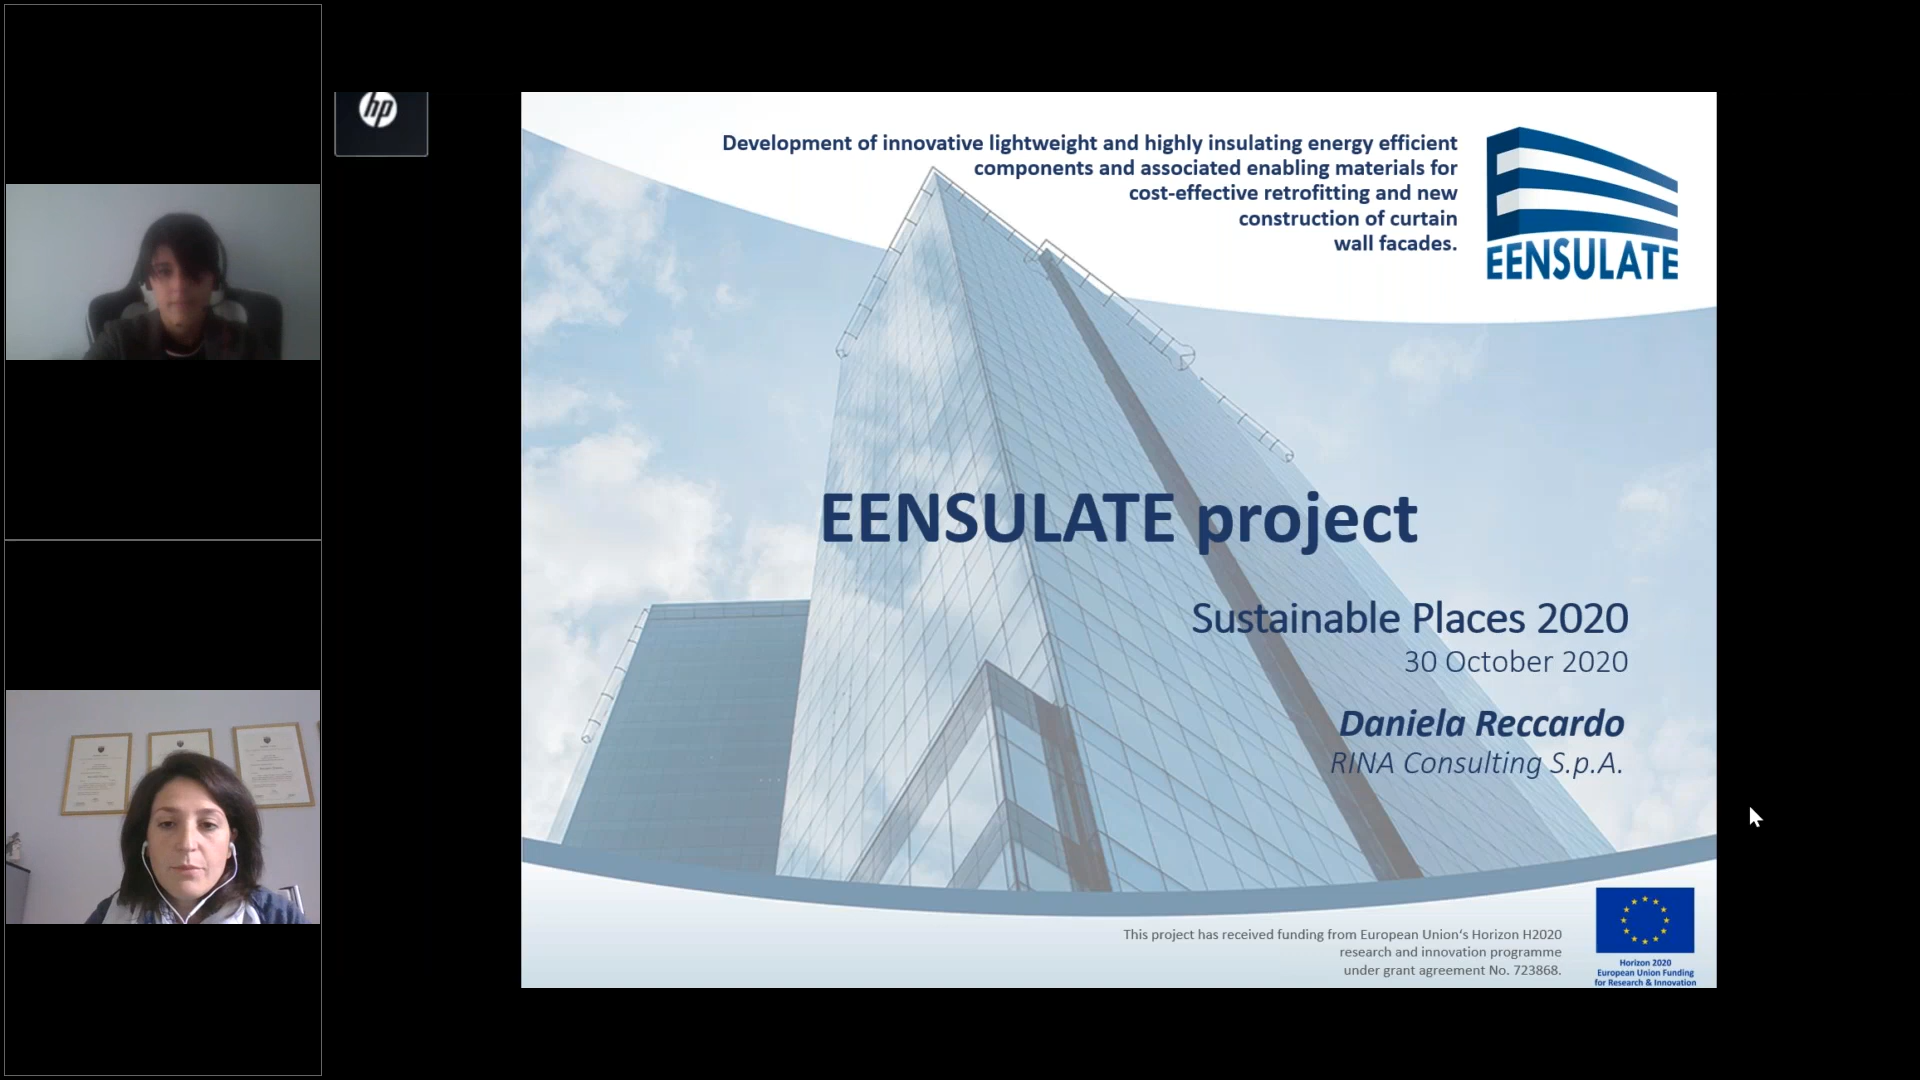 hp
Development of innovative lightweight and highly insulating energy efficient
components and associated enabling materials for
cost-effective retrofitting and new
construction of curtain
wall facades.
EENSULATE
EENSULATE project
Sustainable Places 2020
30 October 2020
Daniela Reccardo
RINA Consulting S.p.A.
This project has received funding from European Union's Horizon H2020
research and innovation programme
under grant agreement No. 723868.
Horizon 2020
European Union Funding
for Research & Innovation